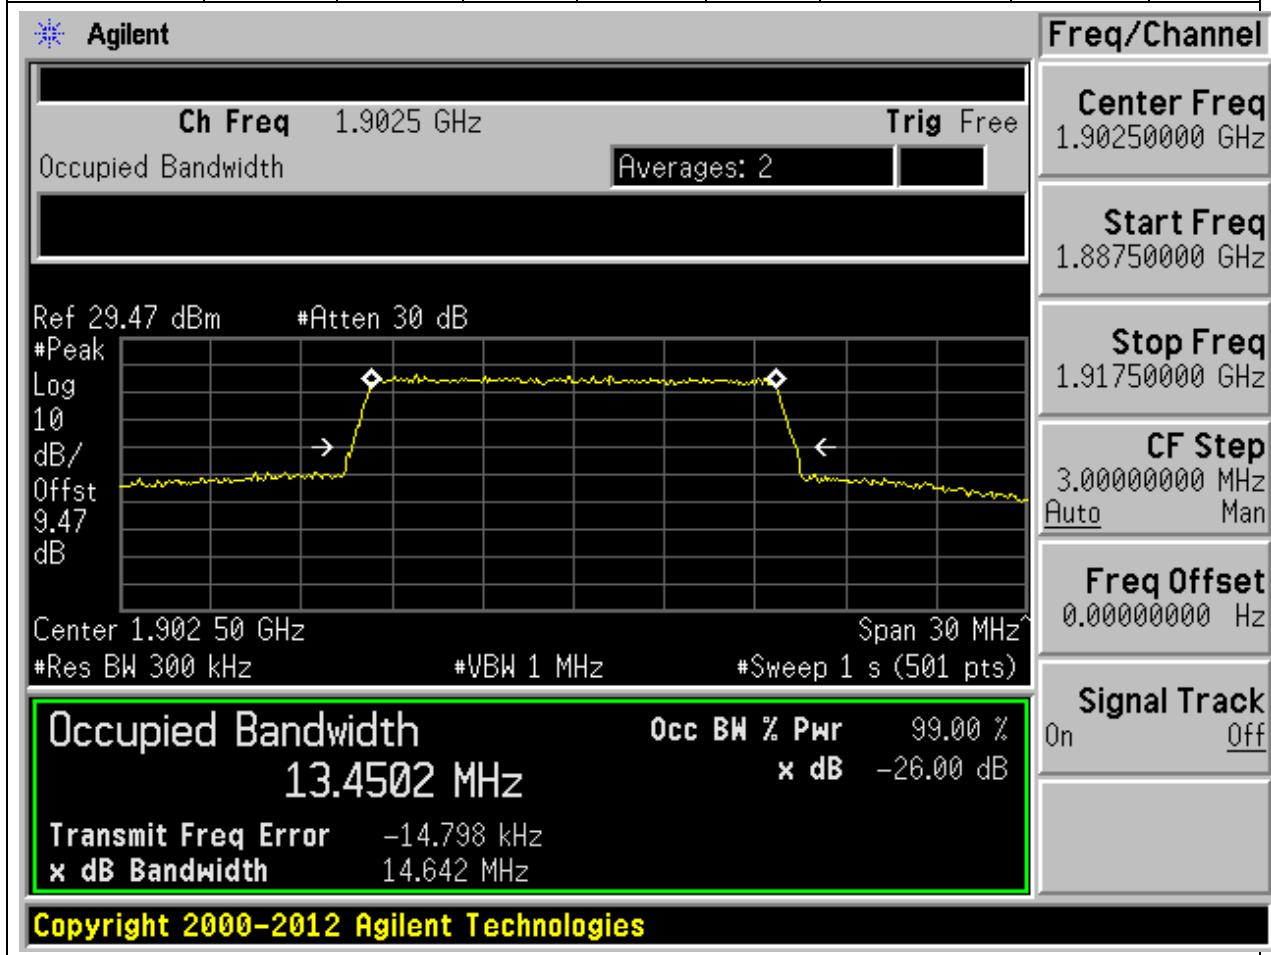 Agilent
Freq/Channel
Ch Freq 1.9025 GHz Trig Free
Occupied Bandwidth Averages: 2
Center Freq
1.90250000 GHz
Start Freq
1.88750000 GHz
Stop Freq
1.91750000 GHz
CF Step
3.00000000 MHz
Auto Man
Freq Offset
0.00000000 Hz
Signal Track
On Off
Ref 29.47 dBm #Atten 30 dB
#Peak
Log
10
dB/
Offst
9.47
dB
Center 1.902 50 GHz Span 30 MHz^
#Res BW 300 kHz #VBW 1 MHz #Sweep 1 s (501 pts)
Occupied Bandwidth Occ BW % Pwr 99.00 %
13.4502 MHz x dB -26.00 dB
Transmit Freq Error -14.798 kHz
x dB Bandwidth 14.642 MHz
Copyright 2000-2012 Agilent Technologies